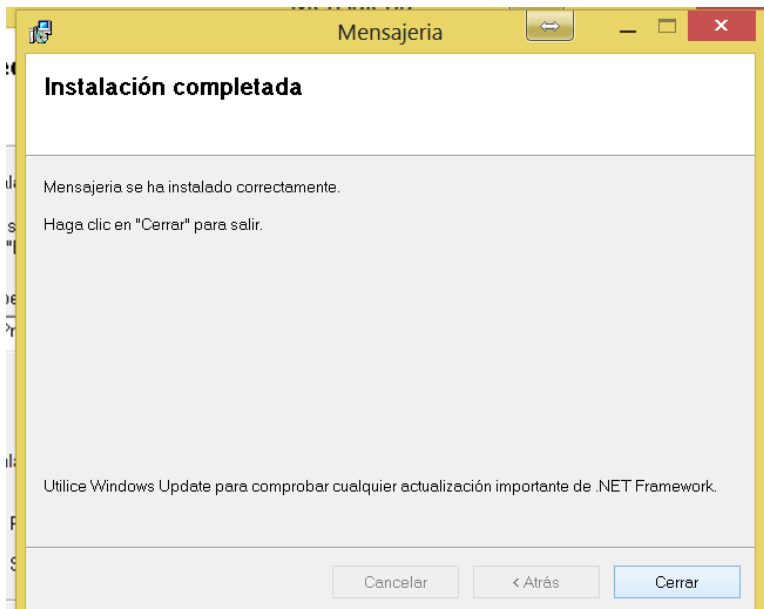 Mensajeria
Instalación completada
Mensajeria se ha instalado correctamente.
Haga clic en "Cerrar" para salir.
Utilice Windows Update para comprobar cualquier actualización importante de .NET Framework.
Cancelar
< Atrás
Cerrar